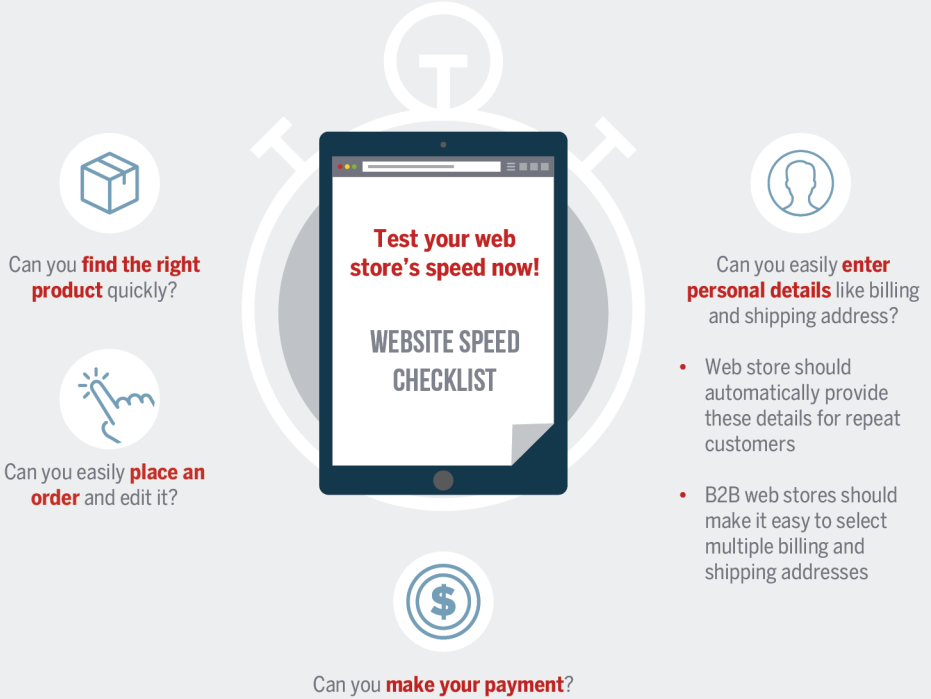 Test your web
store's speed now!
WEBSITE SPEED
CHECKLIST
Can you find the right
product quickly?
Can you easily place an
order and edit it?
Can you easily enter
personal details like billing
and shipping address?
• Web store should
automatically provide
these details for repeat
customers
• B2B web stores should
make it easy to select
multiple billing and
shipping addresses
$
Can you make your payment?